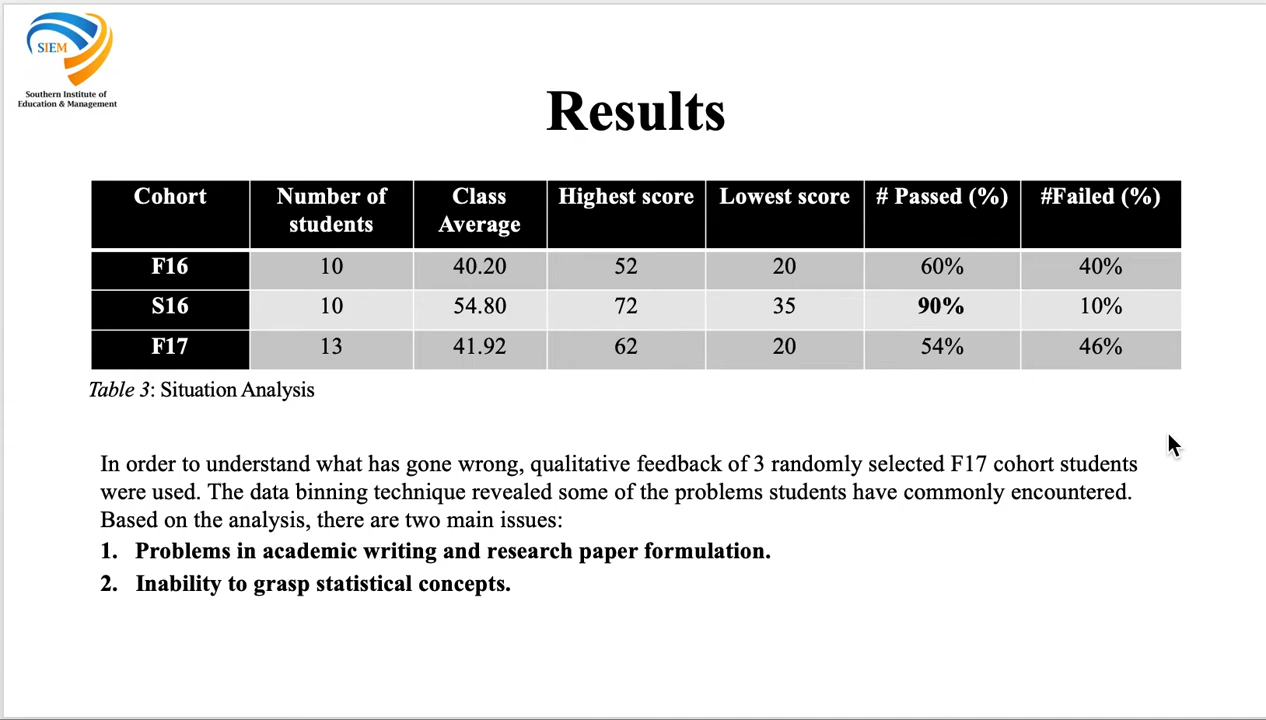 SIEM
Southern Institute of
Education & Management
Results
Cohort Number of students Class Average Highest score Lowest score # Passed (%) #Failed (%)
F16 10 40.20 52 20 60% 40%
S16 10 54.80 72 35 90% 10%
F17 13 41.92 62 20 54% 46%
Table 3: Situation Analysis
In order to understand what has gone wrong, qualitative feedback of 3 randomly selected F17 cohort students
were used. The data binning technique revealed some of the problems students have commonly encountered.
Based on the analysis, there are two main issues:
1. Problems in academic writing and research paper formulation.
2. Inability to grasp statistical concepts.